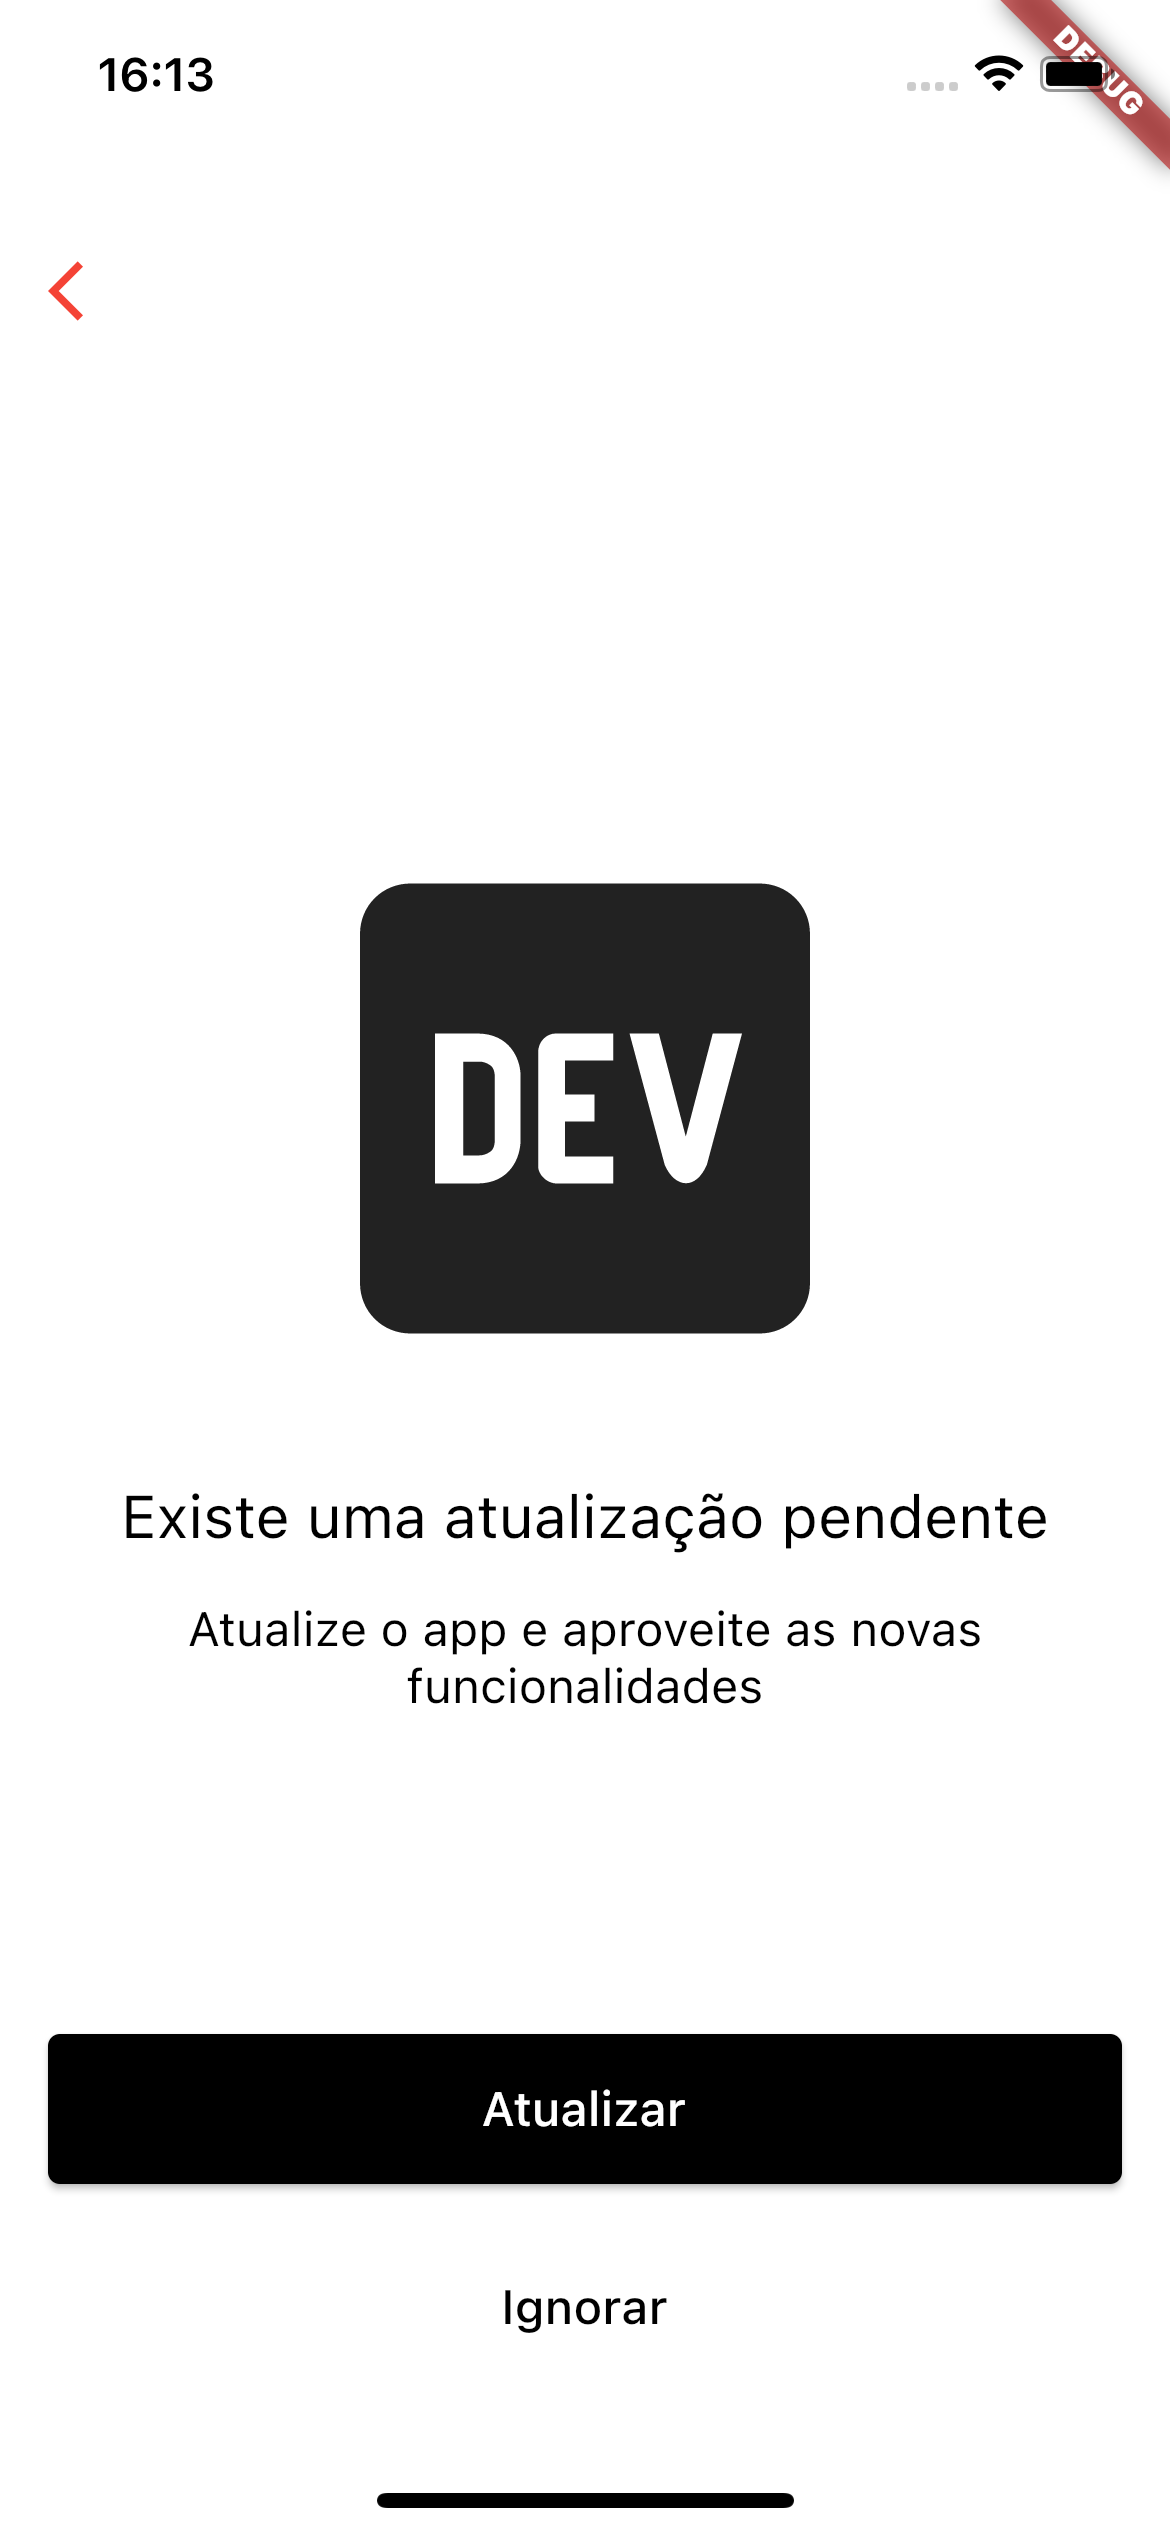 16:13
DEBUG
DEV
Existe uma atualização pendente
Atualize o app e aproveite as novas
funcionalidades
Atualizar
Ignorar